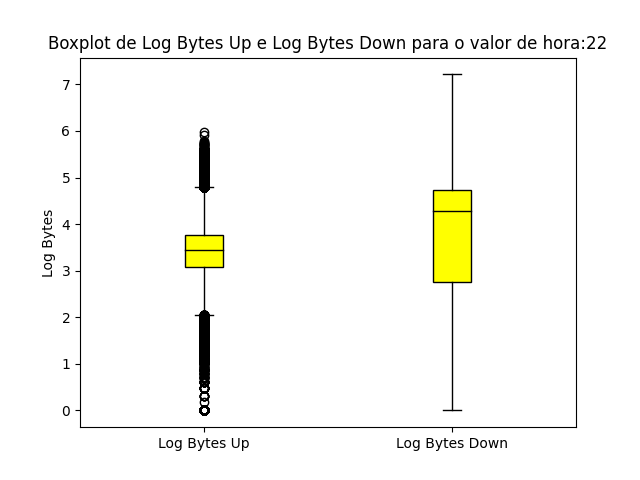 Boxplot de Log Bytes Up e Log Bytes Down para o valor de hora:22
7
6
5
4
3
2
1
0
Log Bytes
Log Bytes Up
Log Bytes Down